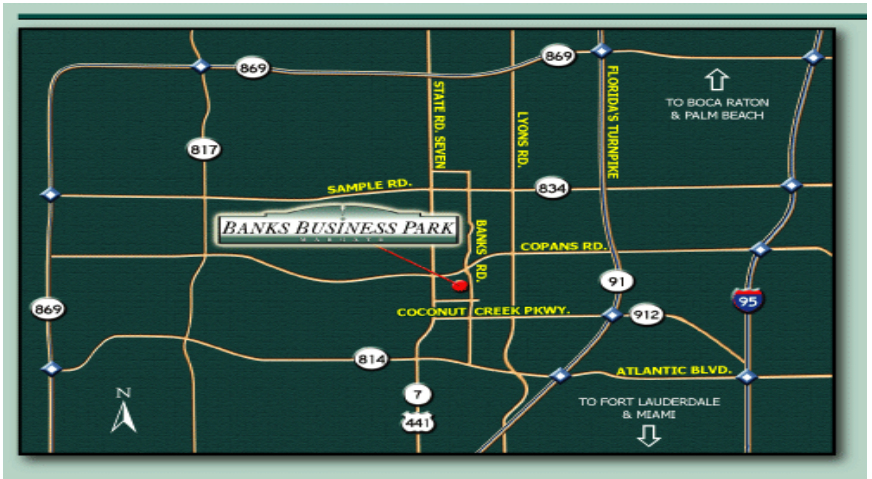 869
869
TO BOCA RATON
& PALM BEACH
STATE RD. SEVEN
LYONS RD.
FLORIDA'S TURNPIKE
817
SAMPLE RD.
834
BANKS BUSINESS PARK
MARGATE
BANKS RD.
COPANS RD.
91
95
869
COCONUT CREEK PKWY.
912
814
ATLANTIC BLVD.
7
441
N
TO FORT LAUDERDALE
& MIAMI